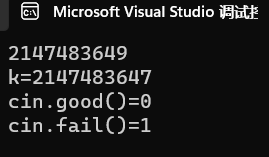 Microsoft Visual Studio 调试
2147483649
k=2147483647
cin.good()=0
cin.fail()=1